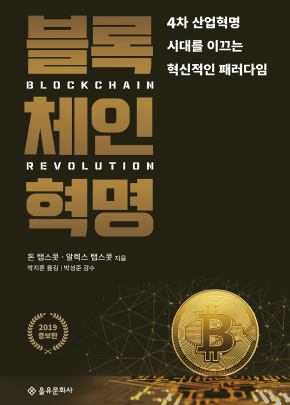 블록
BLOCKCHAIN
체인
REVOLUTION
혁명
4차 산업혁명
시대를 이끄는
혁신적인 패러다임
돈 탭스콧 · 알렉스 탭스콧 지음
박지훈 옮김 | 박성준 감수
2019
증보판
을유문화사